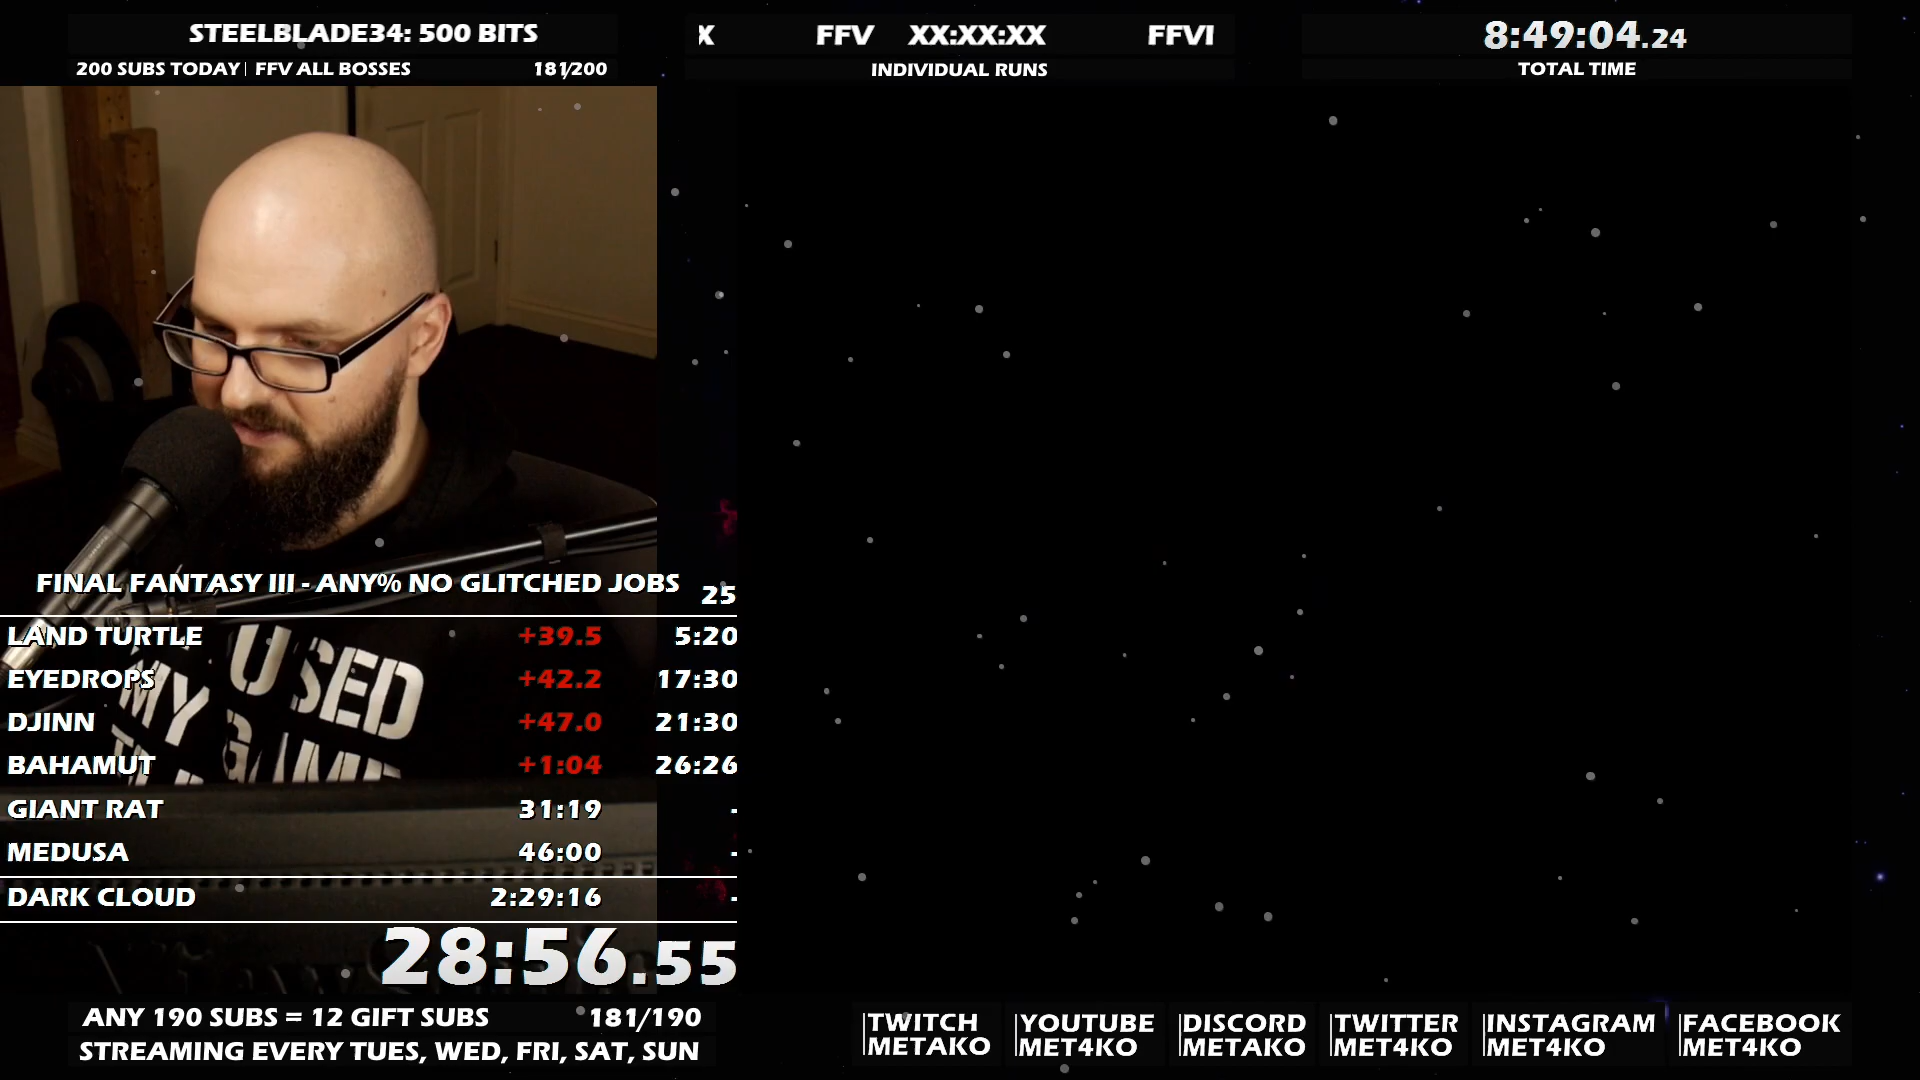 STEELBLADE34: 500 BITS
200 SUBS TODAY | FFV ALL BOSSES 181/200
X FFV XX:XX:XX FFVI
INDIVIDUAL RUNS
8:49:04.24
TOTAL TIME
FINAL FANTASY III - ANY% NO GLITCHED JOBS 25
LAND TURTLE +39.5 5:20
EYEDROPS +42.2 17:30
DJINN +47.0 21:30
BAHAMUT +1:04 26:26
GIANT RAT 31:19 -
MEDUSA 46:00 -
DARK CLOUD 2:29:16 -
28:56.55
USED
MY GAME
ANY 190 SUBS = 12 GIFT SUBS 181/190
STREAMING EVERY TUES, WED, FRI, SAT, SUN
TWITCH
METAKO
YOUTUBE
MET4KO
DISCORD
METAKO
TWITTER
MET4KO
INSTAGRAM
MET4KO
FACEBOOK
MET4KO